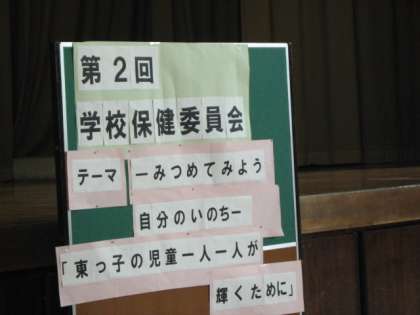 第2回
学校保健委員会
テーマ ーみつめてみよう
自分のいのちー
「東っ子の児童一人一人が
輝くために」